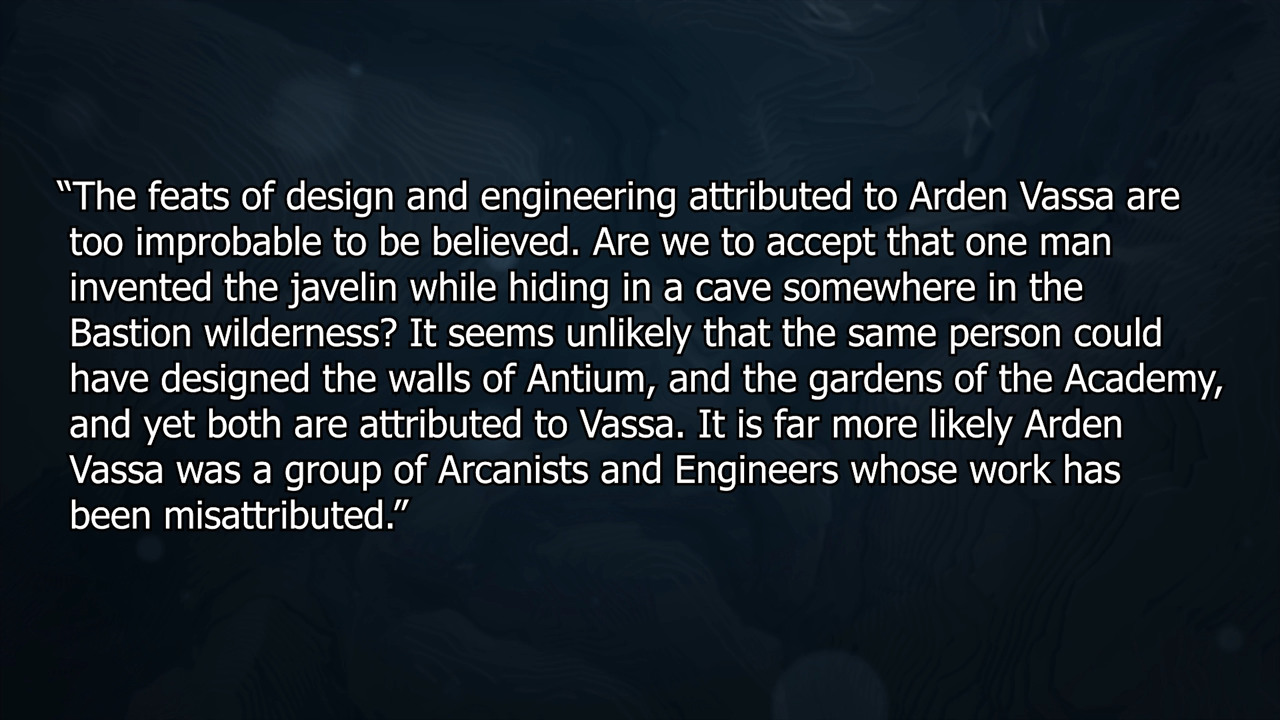 “The feats of design and engineering attributed to Arden Vassa are
too improbable to be believed. Are we to accept that one man
invented the javelin while hiding in a cave somewhere in the
Bastion wilderness? It seems unlikely that the same person could
have designed the walls of Antium, and the gardens of the Academy,
and yet both are attributed to Vassa. It is far more likely Arden
Vassa was a group of Arcanists and Engineers whose work has
been misattributed.”